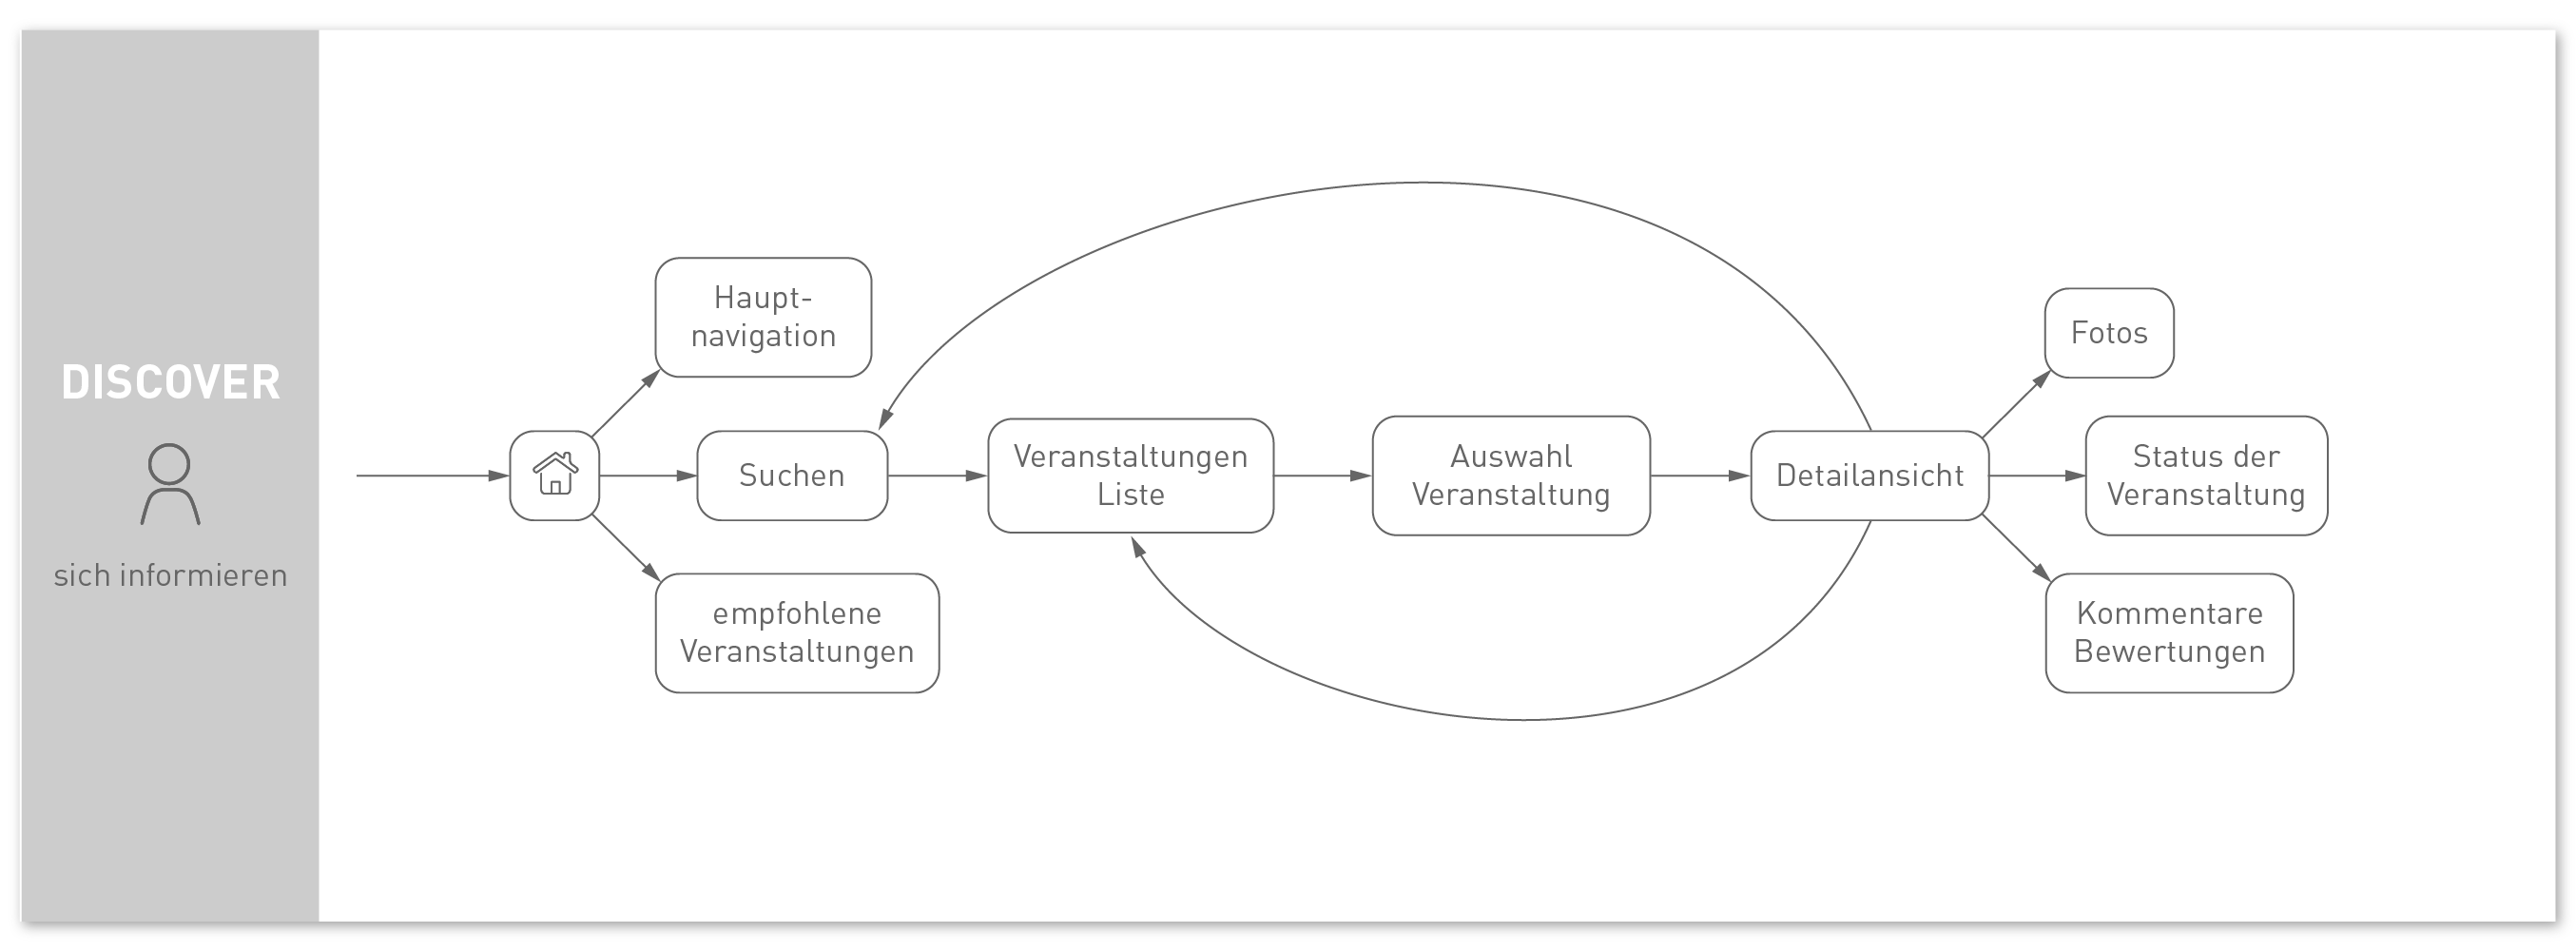 DISCOVER
sich informieren
Haupt-
navigation
Suchen
empfohlene
Veranstaltungen
Veranstaltungen
Liste
Auswahl
Veranstaltung
Detailansicht
Fotos
Status der
Veranstaltung
Kommentare
Bewertungen